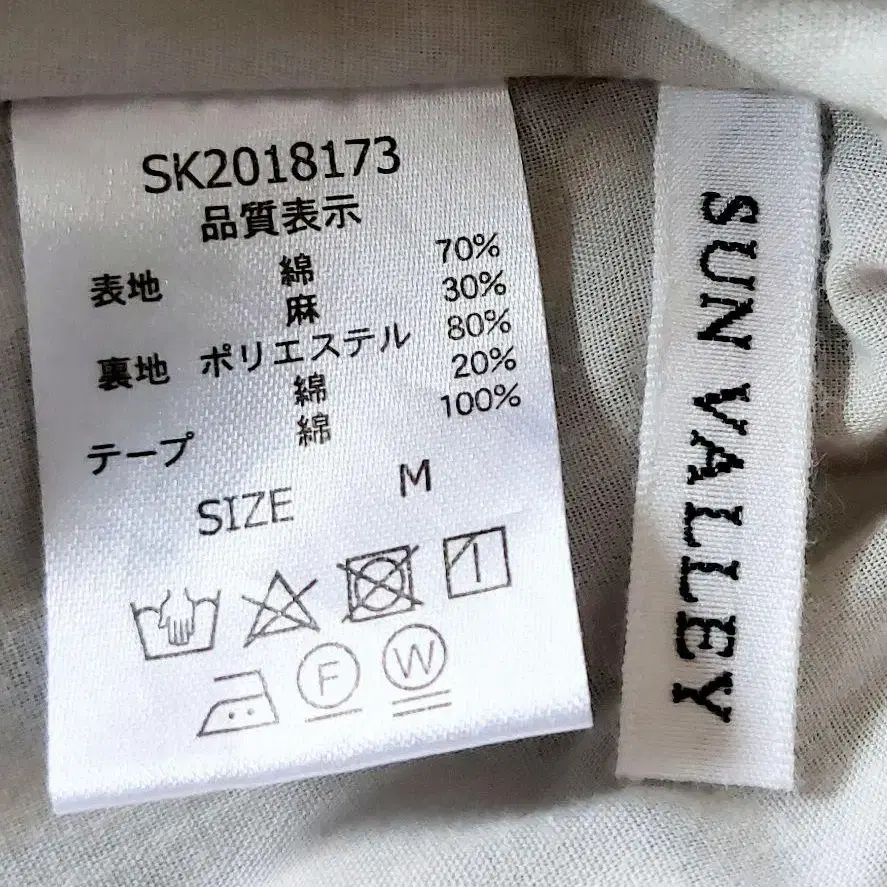 SK2018173
品質表示
表地 綿 70%
麻 30%
裏地 ポリエステル 80%
綿 20%
テープ 綿 100%
SIZE M
F W
SUN VALLEY